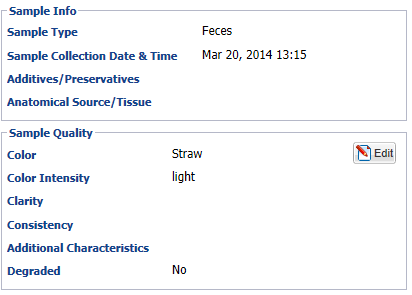 Sample Info
Sample Type Feces
Sample Collection Date & Time Mar 20, 2014 13:15
Additives/Preservatives
Anatomical Source/Tissue
Sample Quality
Color Straw Edit
Color Intensity light
Clarity
Consistency
Additional Characteristics
Degraded No